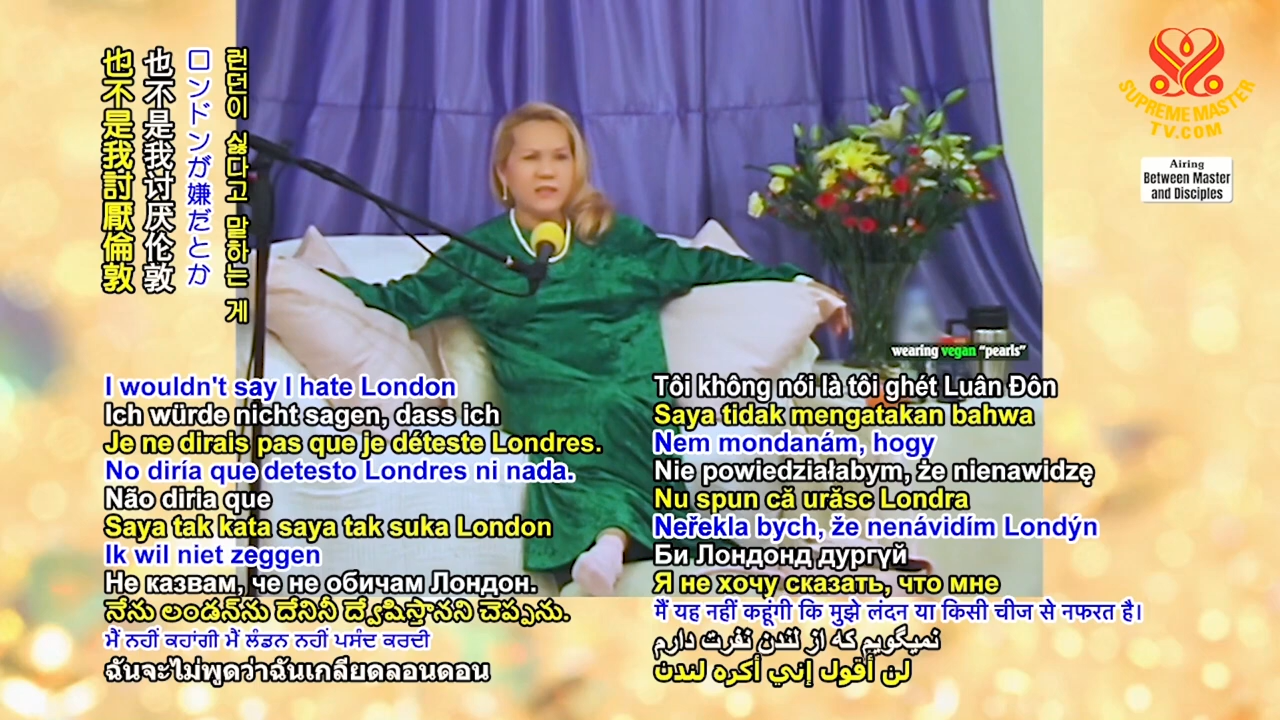 也不是我討厭倫敦
也不是我讨厌伦敦
ロンドンが嫌だとか
런던이 싫다고 말하는 게
SUPREME MASTER
TV.COM
Airing
Between Master
and Disciples
wearing vegan "pearls"
I wouldn't say I hate London
Ich würde nicht sagen, dass ich
Je ne dirais pas que je déteste Londres.
No diría que detesto Londres ni nada.
Não diria que
Saya tak kata saya tak suka London
Ik wil niet zeggen
Не казвам, че не обичам Лондон.
నేను లండన్‌ను దేనినీ ద్వేషిస్తానని చెప్పను.
ਮੈਂ ਨਹੀਂ ਕਹਾਂਗੀ ਮੈਂ ਲੰਡਨ ਨਹੀਂ ਪਸੰਦ ਕਰਦੀ
ฉันจะไม่พูดว่าฉันเกลียดลอนดอน
Tôi không nói là tôi ghét Luân Đôn
Saya tidak mengatakan bahwa
Nem mondanám, hogy
Nie powiedziałabym, że nienawidzę
Nu spun că urăsc Londra
Neřekla bych, že nenávidím Londýn
Би Лондонд дургүй
Я не хочу сказать, что мне
मैं यह नहीं कहूंगी कि मुझे लंदन या किसी चीज से नफरत है।
نمیگویم که از لندن نفرت دارم
لن أقول إني أكره لندن